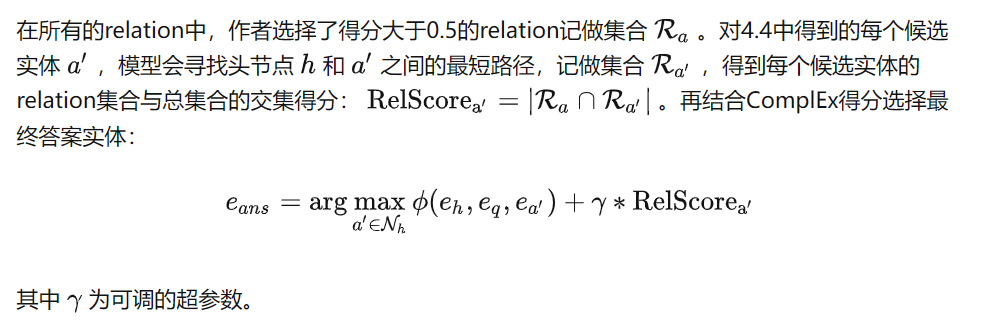 在所有的relation中，作者选择了得分大于0.5的relation记做集合 $\mathcal{R}_a$ 。对4.4中得到的每个候选
实体 $a'$ ，模型会寻找头节点 $h$ 和 $a'$ 之间的最短路径，记做集合 $\mathcal{R}_{a'}$ ，得到每个候选实体的
relation集合与总集合的交集得分： $\mathrm{RelScore}_{a'} = |\mathcal{R}_a \cap \mathcal{R}_{a'}|$ 。再结合ComplEx得分选择最
终答案实体：
$e_{ans} = \arg\max_{a' \in \mathcal{N}_h} \phi(e_h, e_q, e_{a'}) + \gamma * \mathrm{RelScore}_{a'}$
其中 $\gamma$ 为可调的超参数。